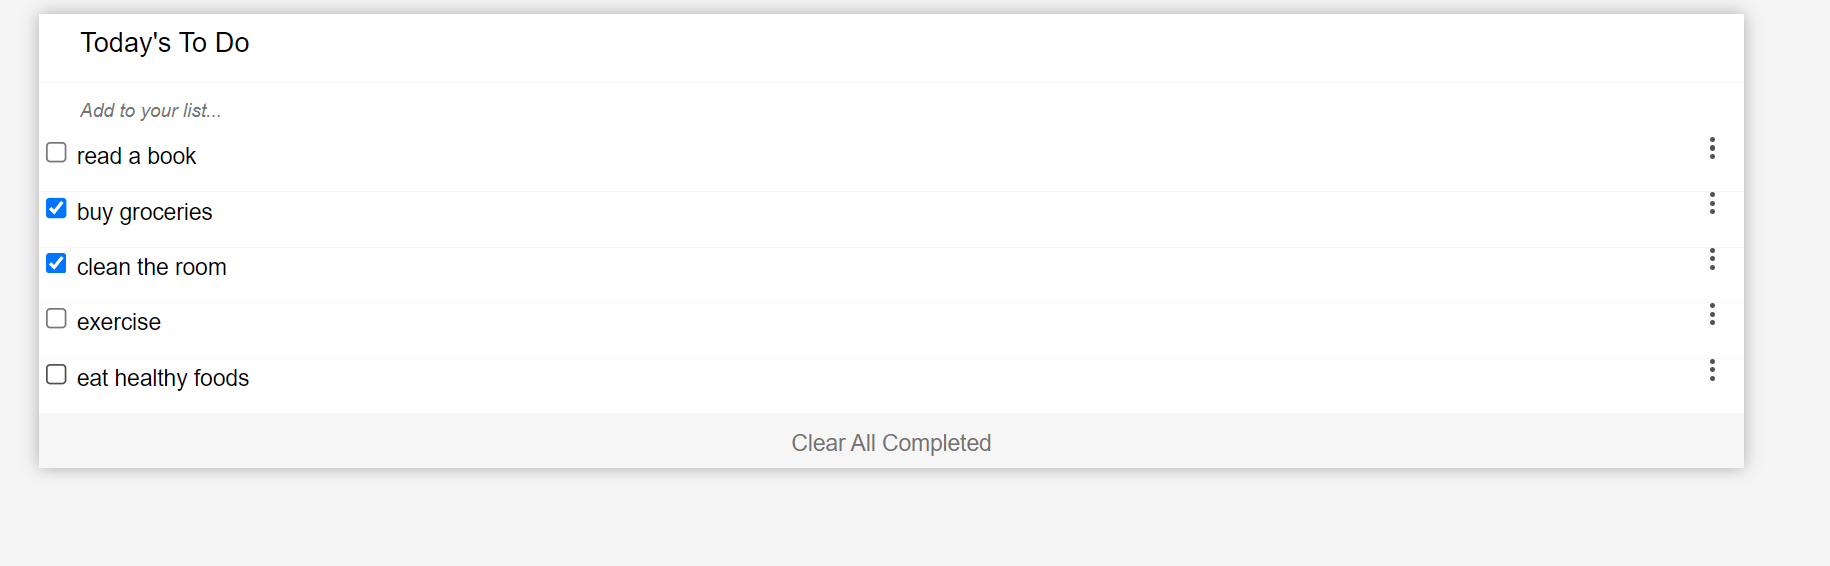 Today's To Do
Add to your list...
read a book
buy groceries
clean the room
exercise
eat healthy foods
Clear All Completed